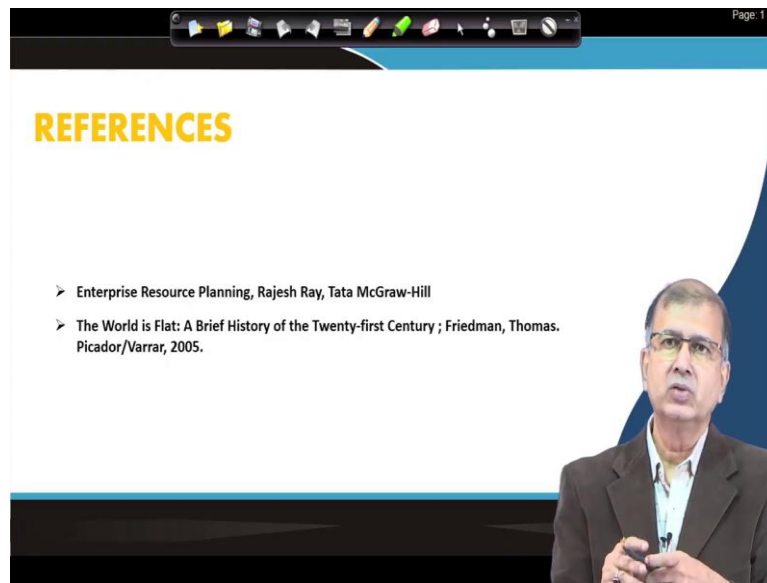 Page: 1
REFERENCES
➢ Enterprise Resource Planning, Rajesh Ray, Tata McGraw-Hill
➢ The World is Flat: A Brief History of the Twenty-first Century ; Friedman, Thomas.
Picador/Varrar, 2005.